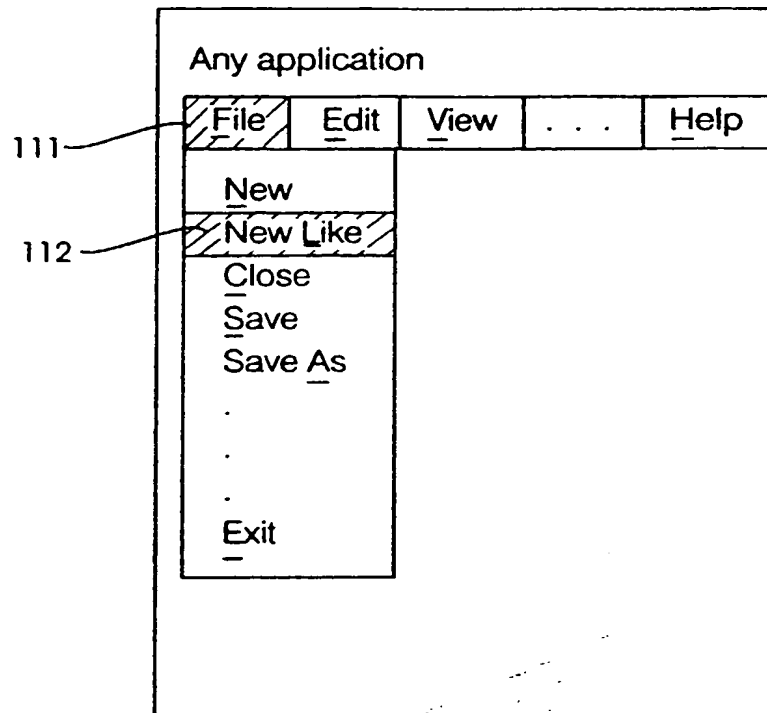 Any application
File Edit View . . . Help
111
New
New Like
112
Close
Save
Save As
.
.
.
Exit